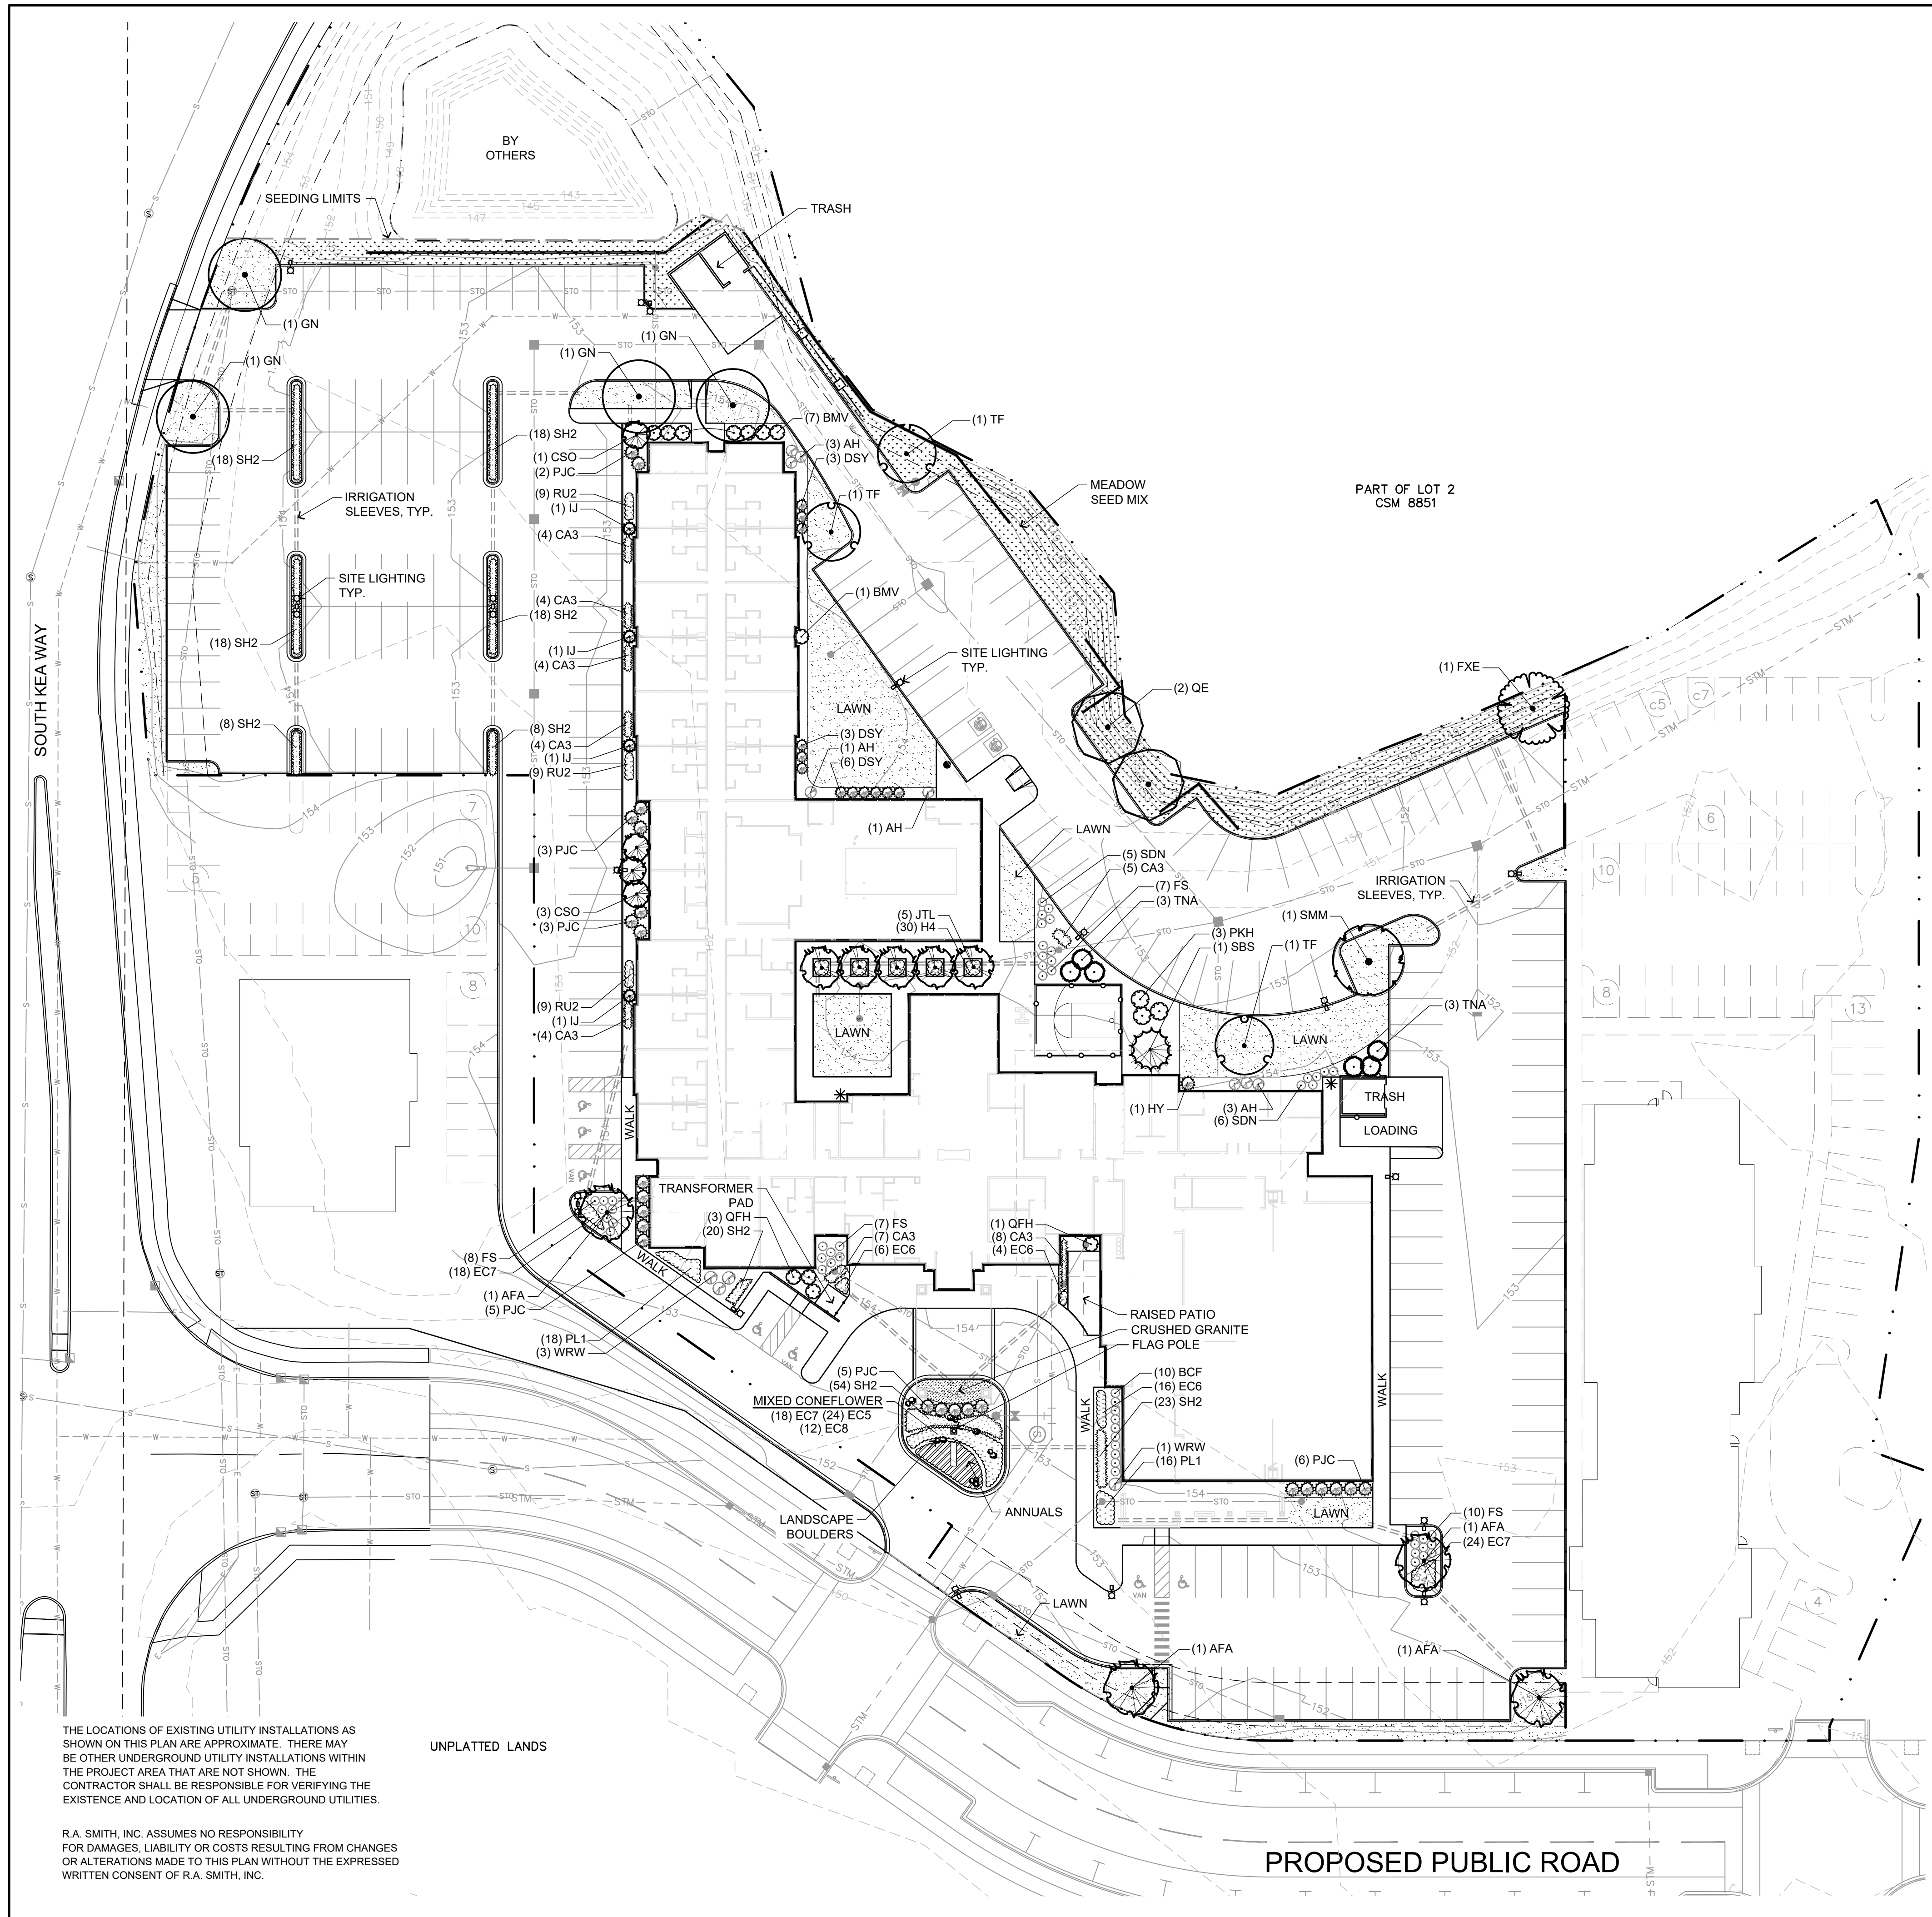 BY
OTHERS
SEEDING LIMITS
TRASH
(1) GN
(1) GN
(1) GN
(1) GN
(7) BMV
(1) TF
(18) SH2
(18) SH2
(1) CSO
(2) PJC
(3) AH
(3) DSY
IRRIGATION
SLEEVES, TYP.
(9) RU2
(1) IJ
(4) CA3
(1) TF
MEADOW
SEED MIX
PART OF LOT 2
CSM 8851
SITE LIGHTING
TYP.
(4) CA3
(18) SH2
(18) SH2
(1) IJ
(4) CA3
(1) BMV
SITE LIGHTING
TYP.
(1) FXE
(2) QE
SOUTH KEA WAY
LAWN
(8) SH2
(8) SH2
(4) CA3
(1) IJ
(9) RU2
(3) DSY
(1) AH
(6) DSY
(1) AH
LAWN
(3) PJC
(3) CSO
(3) PJC
(5) SDN
(5) CA3
(7) FS
(3) TNA
IRRIGATION
SLEEVES, TYP.
(5) JTL
(30) H4
(3) PKH
(1) SBS
(1) SMM
(1) TF
(9) RU2
(1) IJ
(4) CA3
LAWN
LAWN
(3) TNA
(1) HY
(3) AH
(6) SDN
TRASH
LOADING
WALK
TRANSFORMER
PAD
(3) QFH
(20) SH2
(7) FS
(7) CA3
(6) EC6
(1) QFH
(8) CA3
(4) EC6
(8) FS
(18) EC7
(1) AFA
(5) PJC
WALK
(18) PL1
(3) WRW
RAISED PATIO
CRUSHED GRANITE
FLAG POLE
VAN
VAN
(5) PJC
(54) SH2
MIXED CONEFLOWER
(18) EC7 (24) EC5
(12) EC8
(10) BCF
(16) EC6
(23) SH2
WALK
WALK
(1) WRW
(16) PL1
(6) PJC
LANDSCAPE
BOULDERS
ANNUALS
LAWN
(10) FS
(1) AFA
(24) EC7
VAN
LAWN
(1) AFA
(1) AFA
THE LOCATIONS OF EXISTING UTILITY INSTALLATIONS AS
SHOWN ON THIS PLAN ARE APPROXIMATE. THERE MAY
BE OTHER UNDERGROUND UTILITY INSTALLATIONS WITHIN
THE PROJECT AREA THAT ARE NOT SHOWN. THE
CONTRACTOR SHALL BE RESPONSIBLE FOR VERIFYING THE
EXISTENCE AND LOCATION OF ALL UNDERGROUND UTILITIES.
UNPLATTED LANDS
R.A. SMITH, INC. ASSUMES NO RESPONSIBILITY
FOR DAMAGES, LIABILITY OR COSTS RESULTING FROM CHANGES
OR ALTERATIONS MADE TO THIS PLAN WITHOUT THE EXPRESSED
WRITTEN CONSENT OF R.A. SMITH, INC.
PROPOSED PUBLIC ROAD